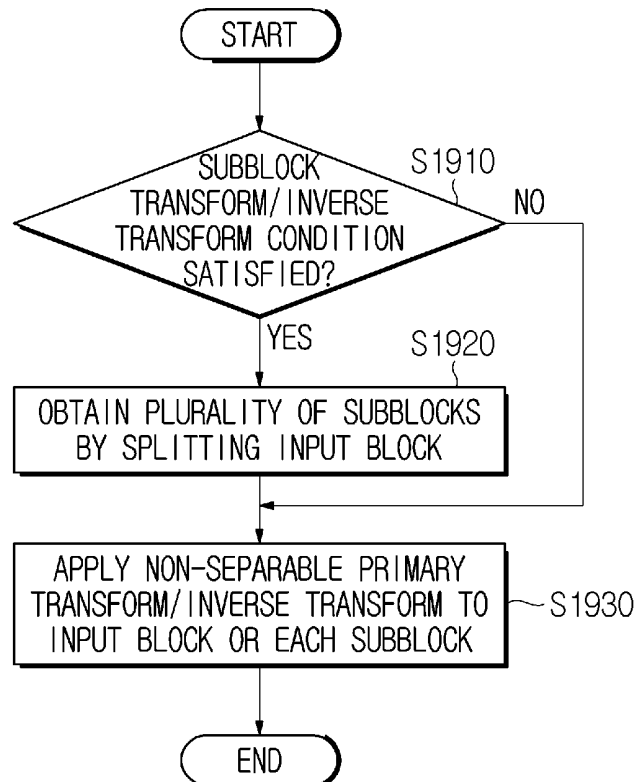 START
SUBBLOCK
TRANSFORM/INVERSE
TRANSFORM CONDITION
SATISFIED?
S1910
NO
YES
S1920
OBTAIN PLURALITY OF SUBBLOCKS
BY SPLITTING INPUT BLOCK
APPLY NON-SEPARABLE PRIMARY
TRANSFORM/INVERSE TRANSFORM TO
INPUT BLOCK OR EACH SUBBLOCK
S1930
END